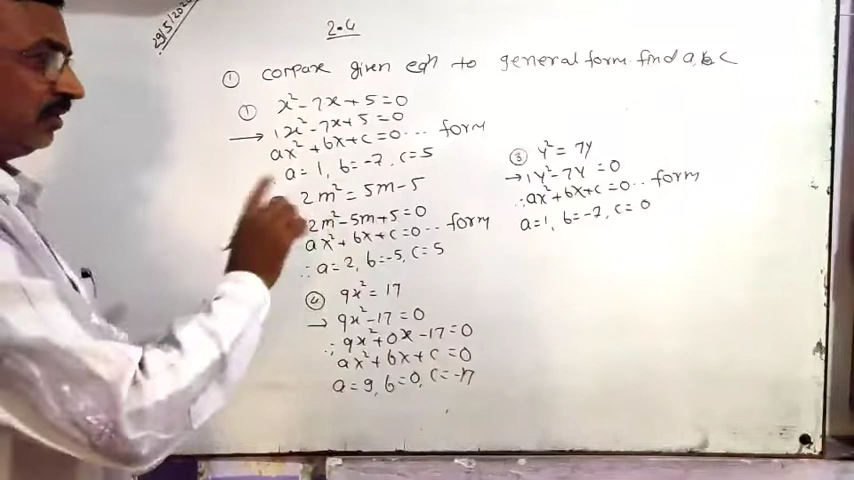 29/5/2020
2.4
① compare given eqn to general form find a,b,c
① x²-7x+5=0
→ 1x²-7x+5=0
ax²+bx+c=0... form
a=1, b=-7, c=5
2m²=5m-5
2m²-5m+5=0
ax²+bx+c=0... form
∴ a=2, b=-5, c=5
④ 9x²=17
→ 9x²-17=0
∴ 9x²+0x-17=0
ax²+bx+c=0
a=9, b=0, c=-17
③ y²=7y
→ 1y²-7y=0
∴ ax²+bx+c=0... form
a=1, b=-7, c=0